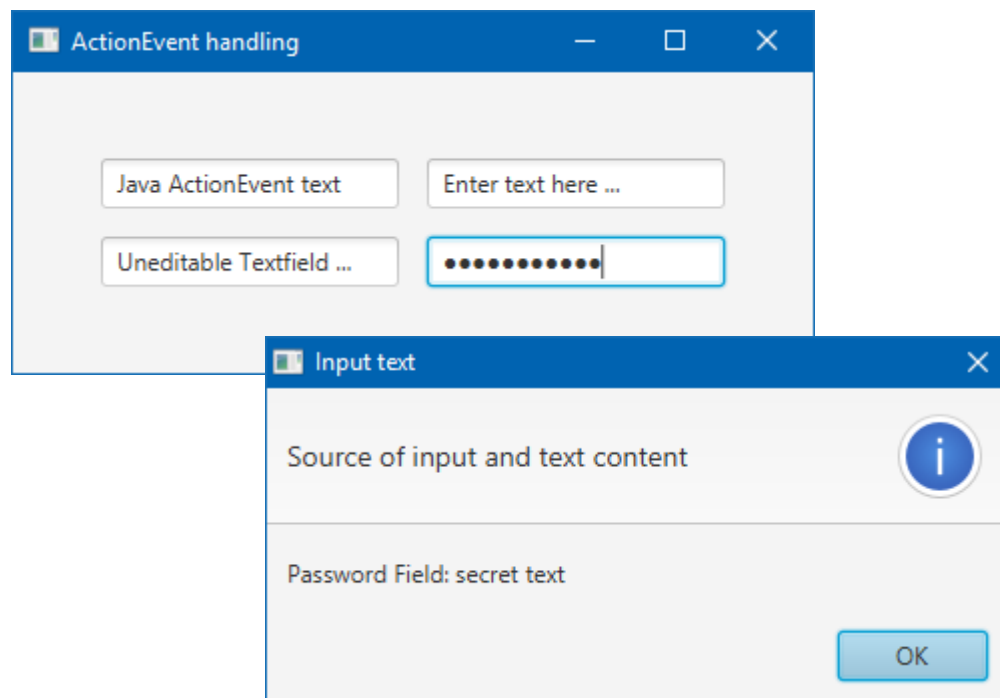 ActionEvent handling
Java ActionEvent text
Enter text here ...
Uneditable Textfield ...
●●●●●●●●●●●
Input text
Source of input and text content
i
Password Field: secret text
OK